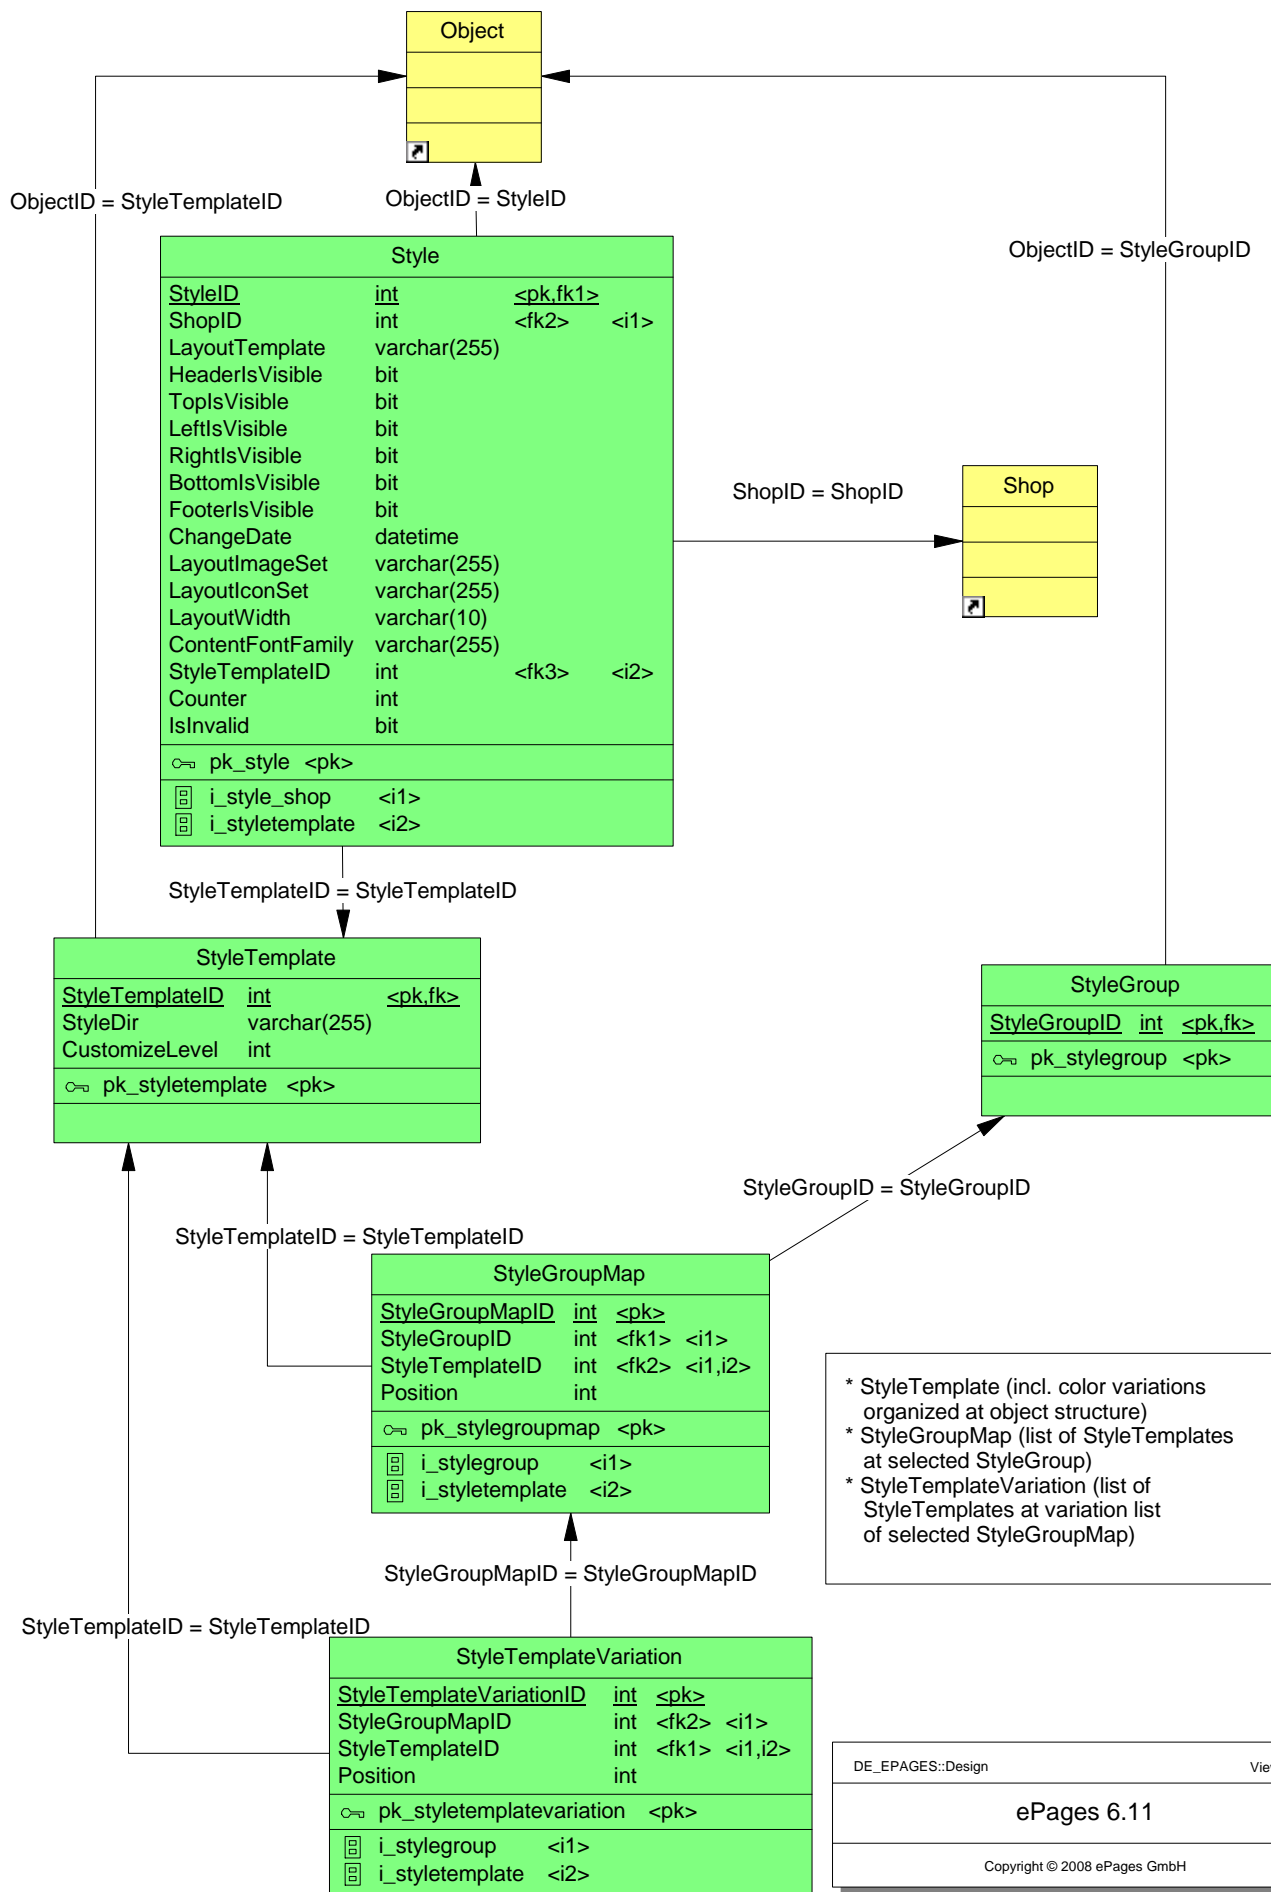 Object
ObjectID = StyleTemplateID
ObjectID = StyleID
ObjectID = StyleGroupID
Style
StyleID int <pk,fk1>
ShopID int <fk2> <i1>
LayoutTemplate varchar(255)
HeaderIsVisible bit
TopIsVisible bit
LeftIsVisible bit
RightIsVisible bit
BottomIsVisible bit
FooterIsVisible bit
ChangeDate datetime
LayoutImageSet varchar(255)
LayoutIconSet varchar(255)
LayoutWidth varchar(10)
ContentFontFamily varchar(255)
StyleTemplateID int <fk3> <i2>
Counter int
IsInvalid bit
pk_style <pk>
i_style_shop <i1>
i_styletemplate <i2>
ShopID = ShopID
Shop
StyleTemplateID = StyleTemplateID
StyleTemplate
StyleTemplateID int <pk,fk>
StyleDir varchar(255)
CustomizeLevel int
pk_styletemplate <pk>
StyleGroup
StyleGroupID int <pk,fk>
pk_stylegroup <pk>
StyleGroupID = StyleGroupID
StyleTemplateID = StyleTemplateID
StyleGroupMap
StyleGroupMapID int <pk>
StyleGroupID int <fk1> <i1>
StyleTemplateID int <fk2> <i1,i2>
Position int
pk_stylegroupmap <pk>
i_stylegroup <i1>
i_styletemplate <i2>
* StyleTemplate (incl. color variations
organized at object structure)
* StyleGroupMap (list of StyleTemplates
at selected StyleGroup)
* StyleTemplateVariation (list of
StyleTemplates at variation list
of selected StyleGroupMap)
StyleGroupMapID = StyleGroupMapID
StyleTemplateID = StyleTemplateID
StyleTemplateVariation
StyleTemplateVariationID int <pk>
StyleGroupMapID int <fk2> <i1>
StyleTemplateID int <fk1> <i1,i2>
Position int
pk_styletemplatevariation <pk>
i_stylegroup <i1>
i_styletemplate <i2>
DE_EPAGES::Design
ePages 6.11
Copyright © 2008 ePages GmbH